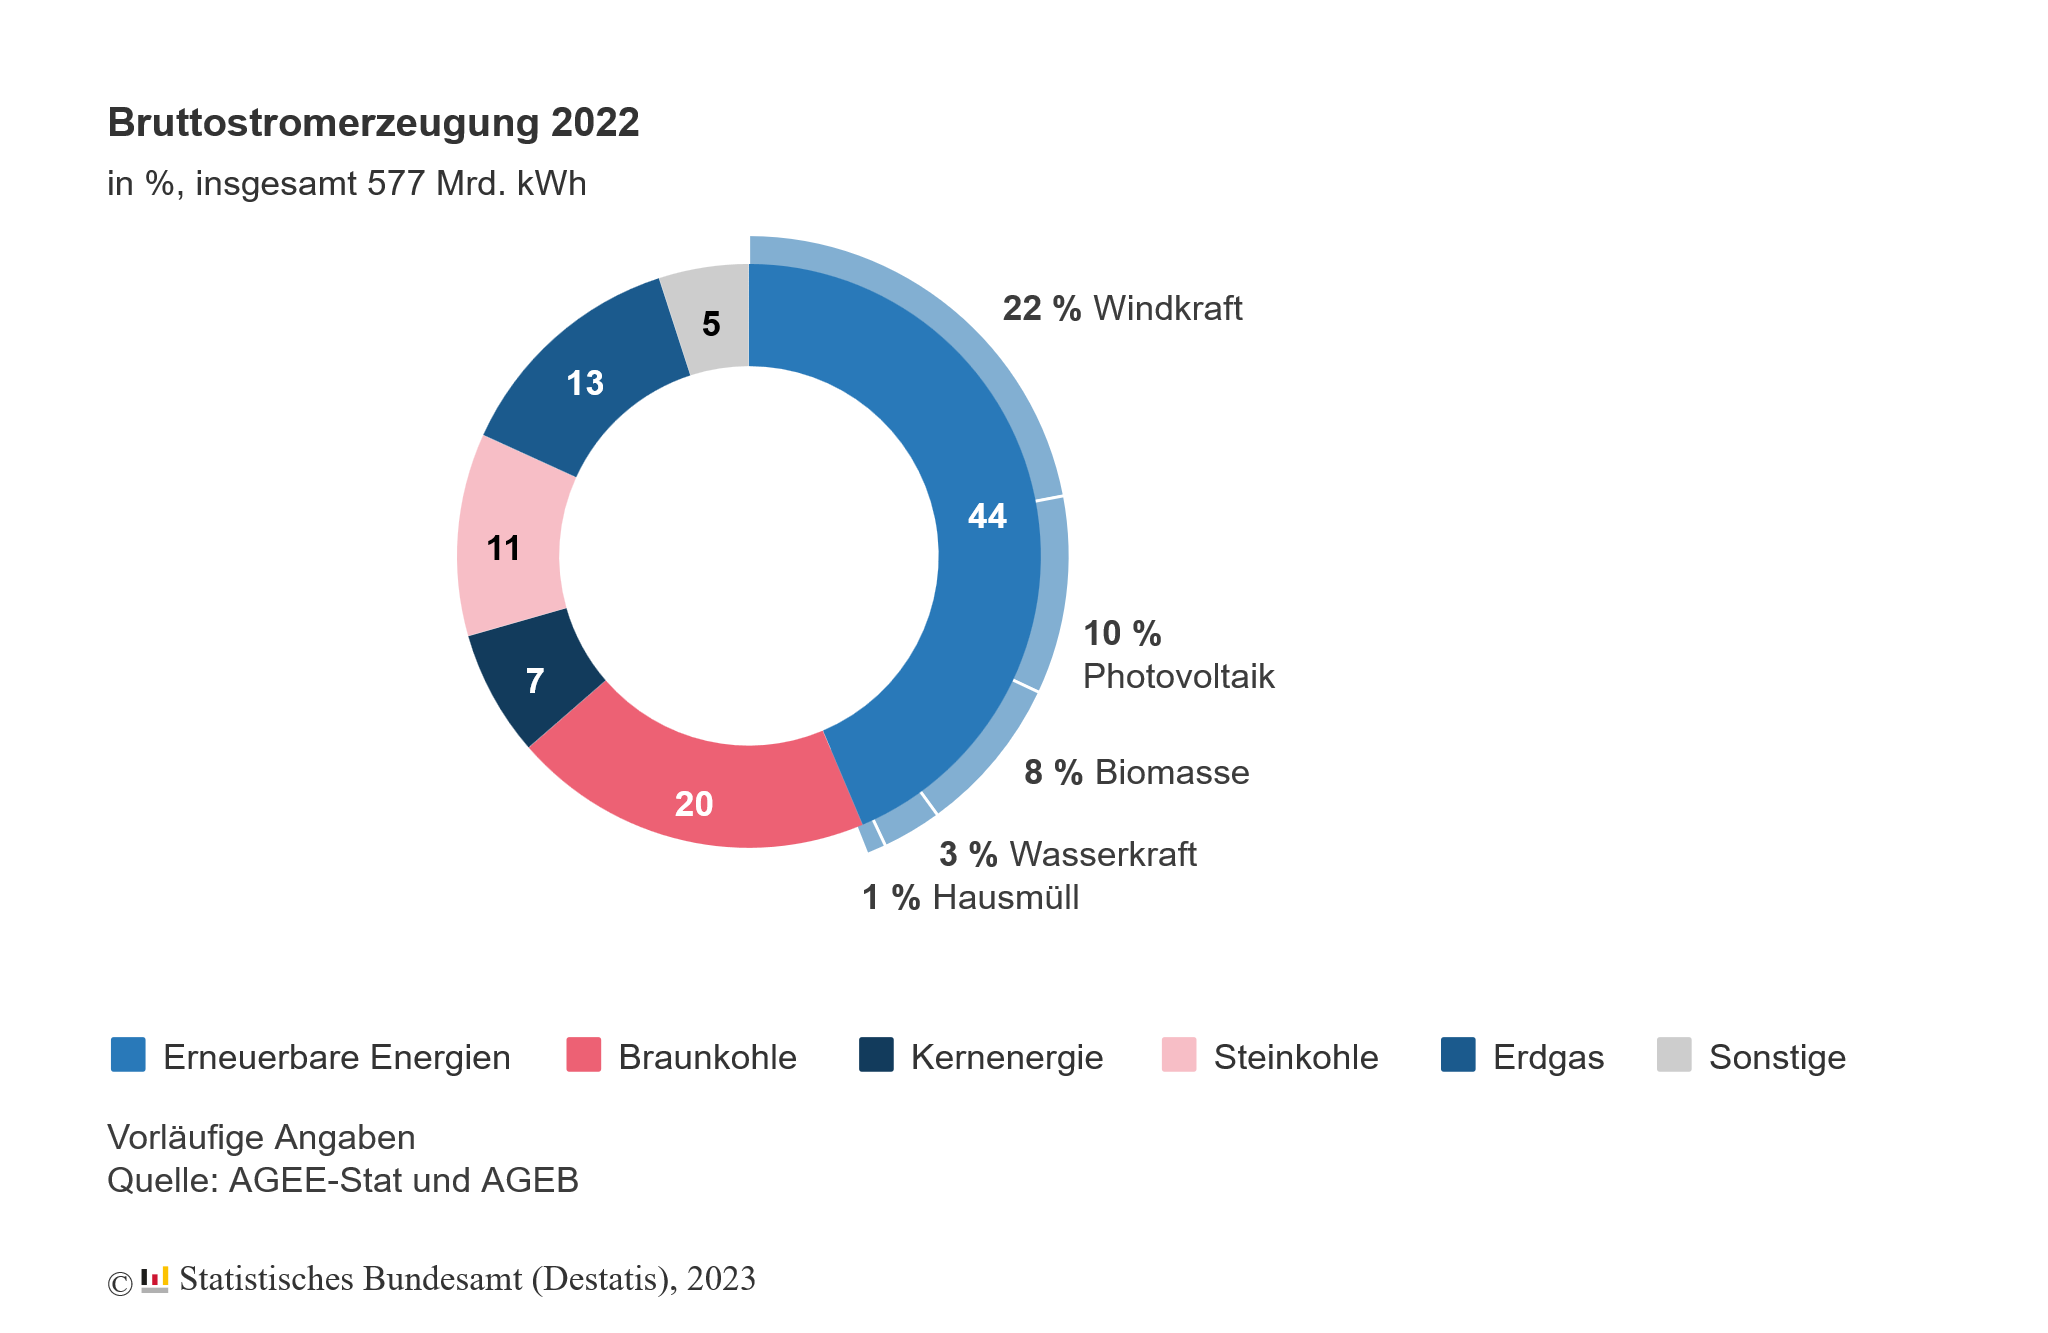 Bruttostromerzeugung 2022
in %, insgesamt 577 Mrd. kWh
5
22 % Windkraft
13
44
11
10 %
Photovoltaik
7
8 % Biomasse
20
3 % Wasserkraft
1 % Hausmüll
Erneuerbare Energien Braunkohle Kernenergie Steinkohle Erdgas Sonstige
Vorläufige Angaben
Quelle: AGEE-Stat und AGEB
© Statistisches Bundesamt (Destatis), 2023